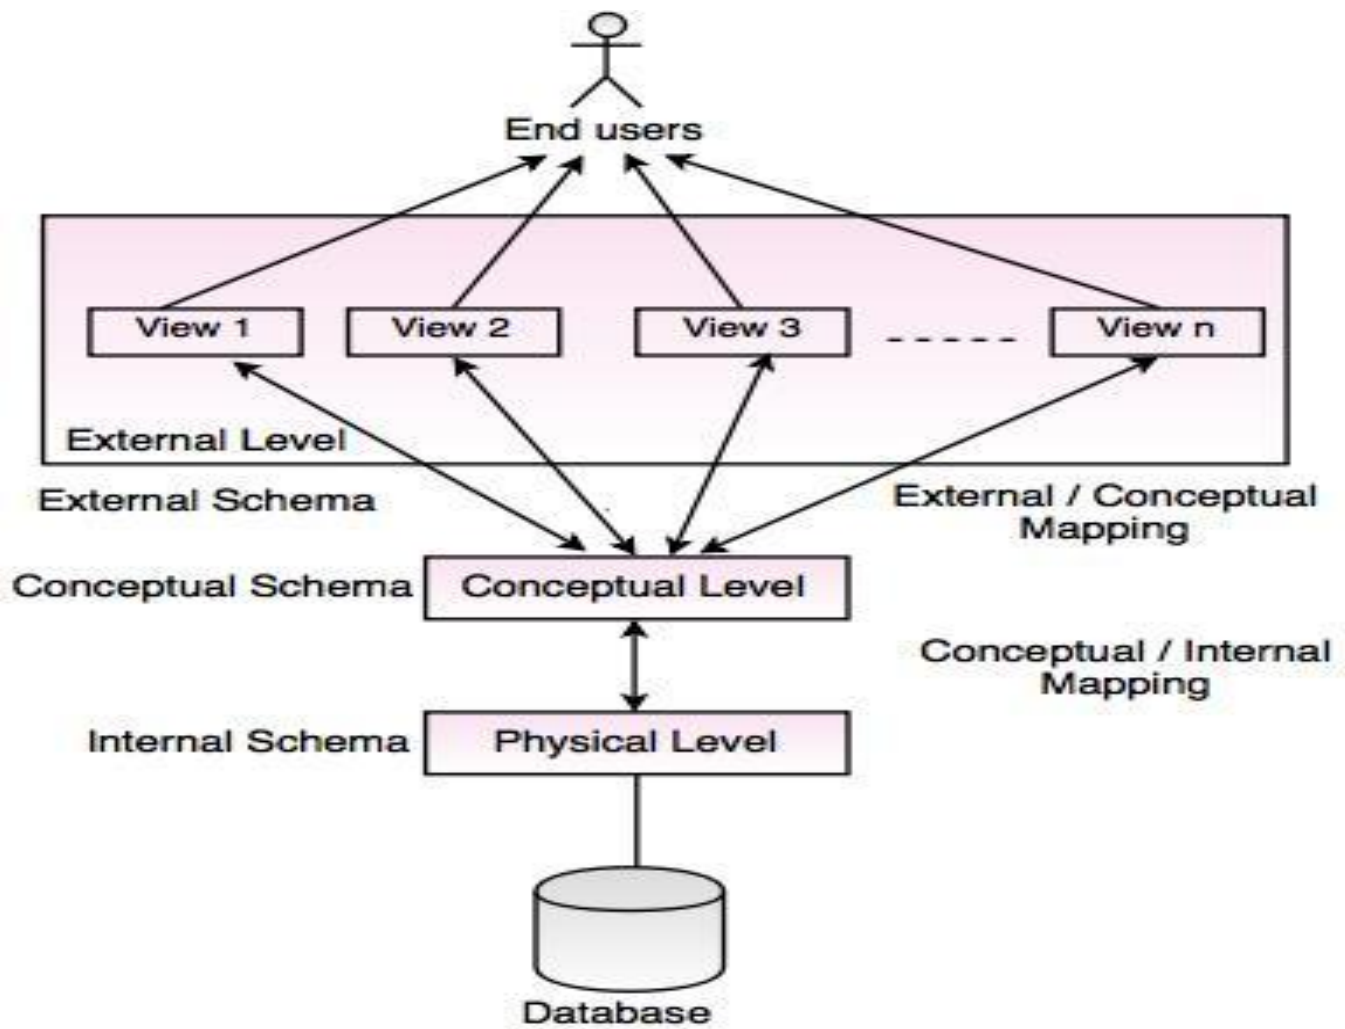 End users
View 1
View 2
View 3
View n
External Level
External Schema
External / Conceptual
Mapping
Conceptual Schema
Conceptual Level
Conceptual / Internal
Mapping
Internal Schema
Physical Level
Database